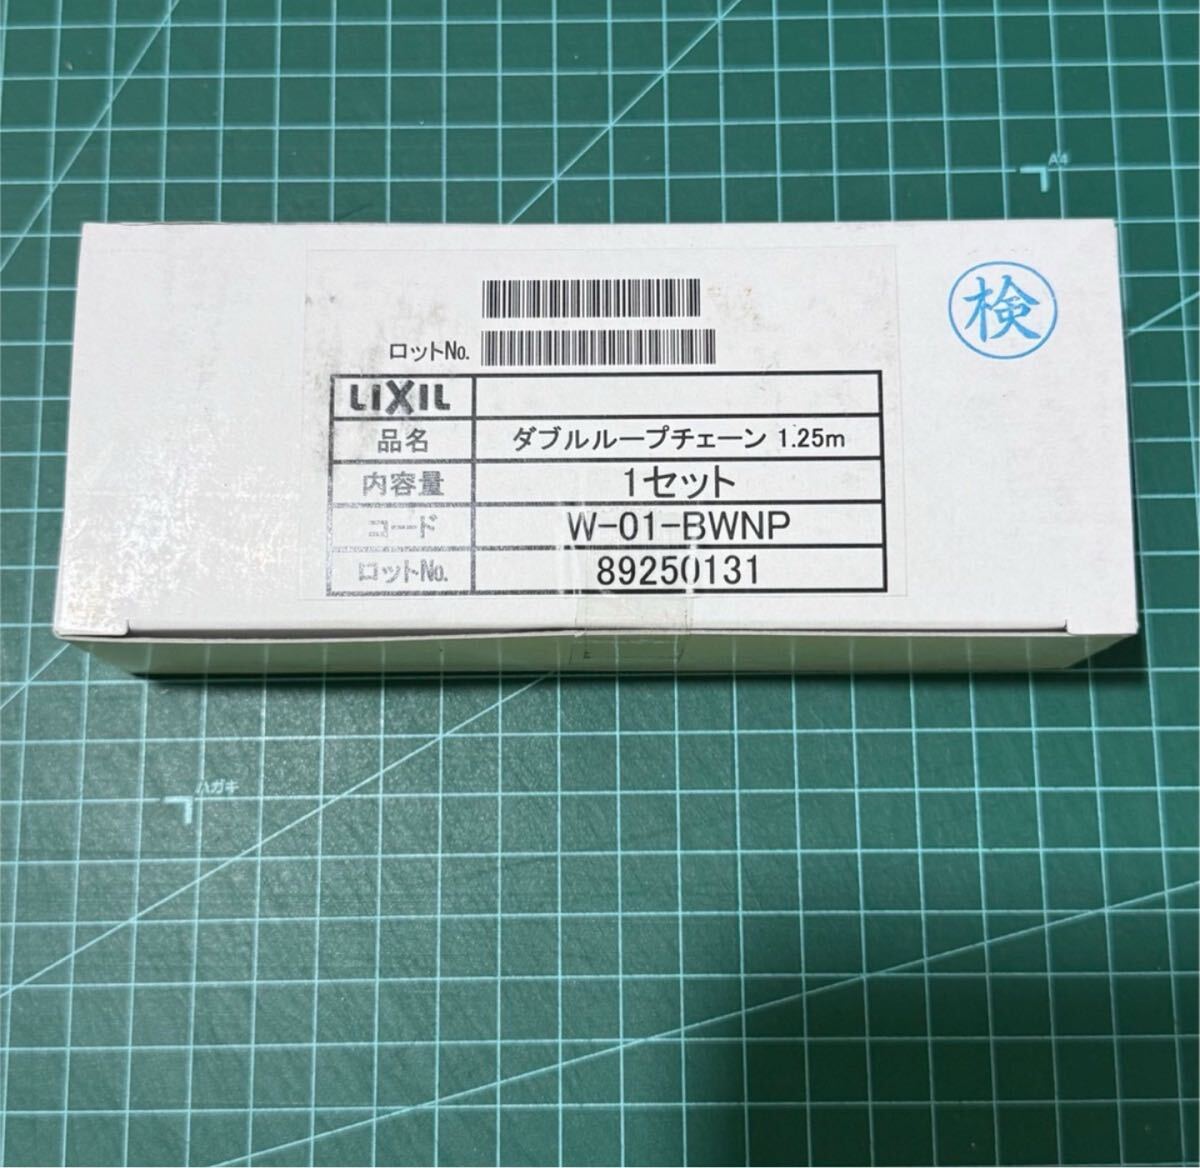 A4
検
ロットNo.
LIXIL
品名 ダブルループチェーン 1.25m
内容量 1セット
コード W-01-BWNP
ロットNo. 89250131
ハガキ